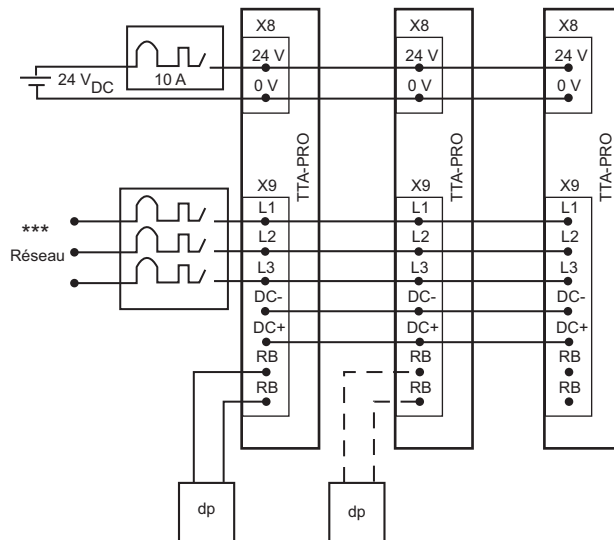 X8 X8 X8
24 V 24 V 24 V
24 VDC 10 A
0 V 0 V 0 V
TTA-PRO TTA-PRO TTA-PRO
X9 X9 X9
L1 L1 L1
***
L2 L2 L2
Réseau
L3 L3 L3
DC- DC- DC-
DC+ DC+ DC+
RB RB RB
RB RB RB
dp dp